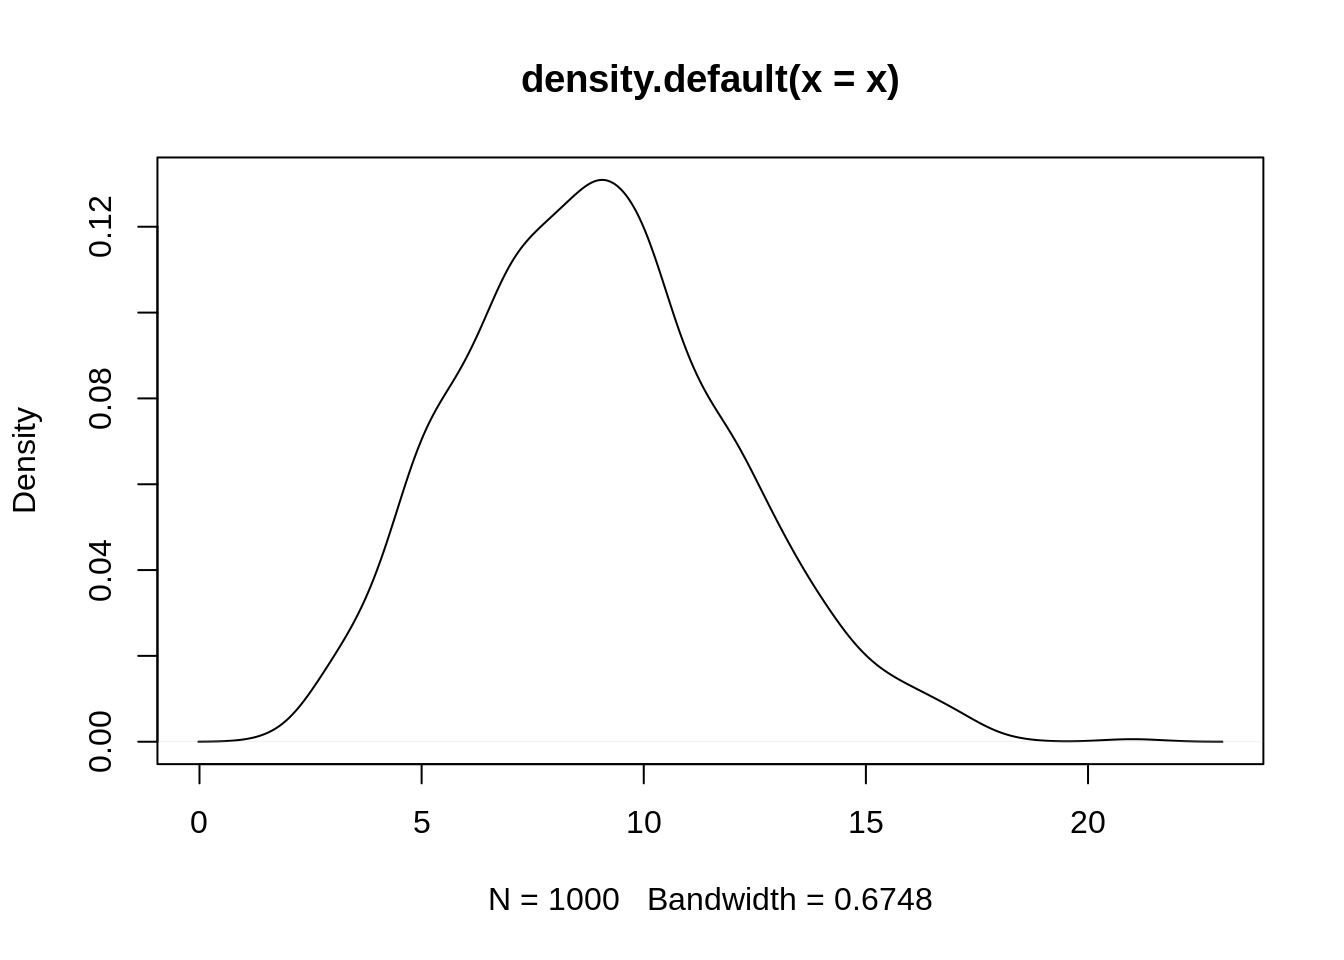 density.default(x = x)
0.12
0.08
0.04
0.00
Density
0 5 10 15 20
N = 1000 Bandwidth = 0.6748